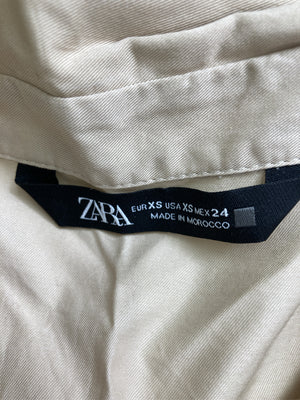 ZARA
EUR XS USA XS MEX 24
MADE IN MOROCCO